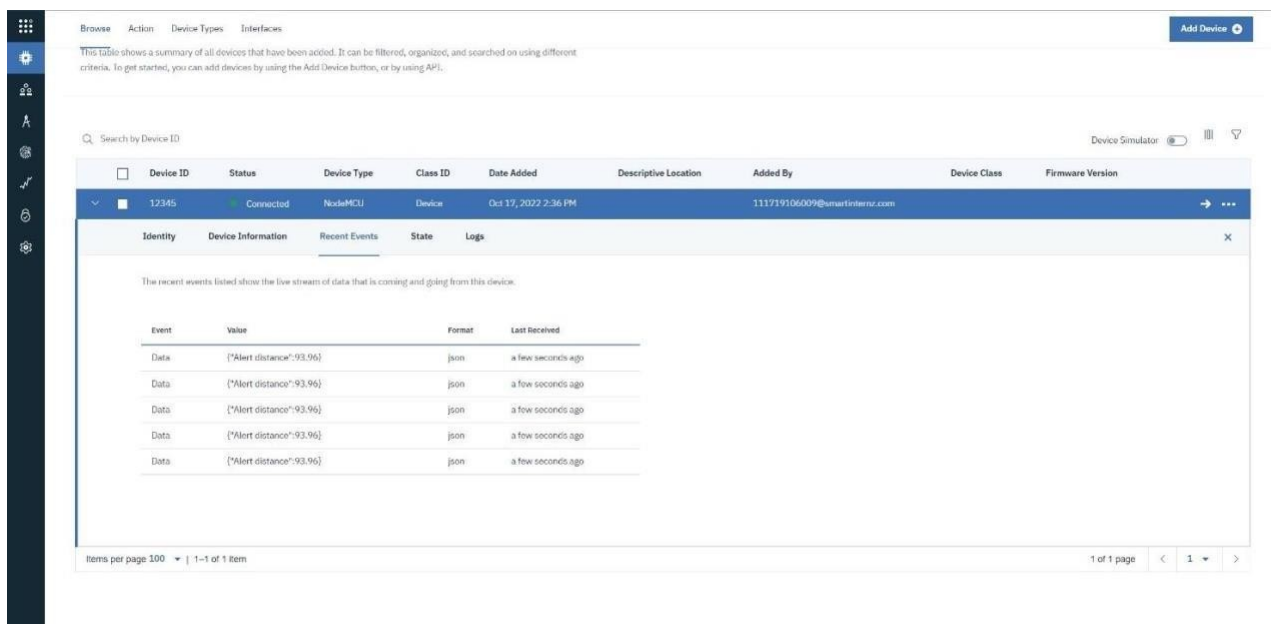 Browse Action Device Types Interfaces
Add Device
This table shows a summary of all devices that have been added. It can be filtered, organized, and searched on using different
criteria. To get started, you can add devices by using the Add Device button, or by using API.
Search by Device ID
Device Simulator
Device ID Status Device Type Class ID Date Added Descriptive Location Added By Device Class Firmware Version
12345 Connected NodeMCU Device Oct 17, 2022 2:36 PM 111719106009@smartinternz.com
Identity Device Information Recent Events State Logs
The recent events listed show the live stream of data that is coming and going from this device.
Event Value Format Last Received
Data {"Alert distance":93.96} json a few seconds ago
Data {"Alert distance":93.96} json a few seconds ago
Data {"Alert distance":93.96} json a few seconds ago
Data {"Alert distance":93.96} json a few seconds ago
Data {"Alert distance":93.96} json a few seconds ago
Items per page 100 | 1–1 of 1 item
1 of 1 page 1